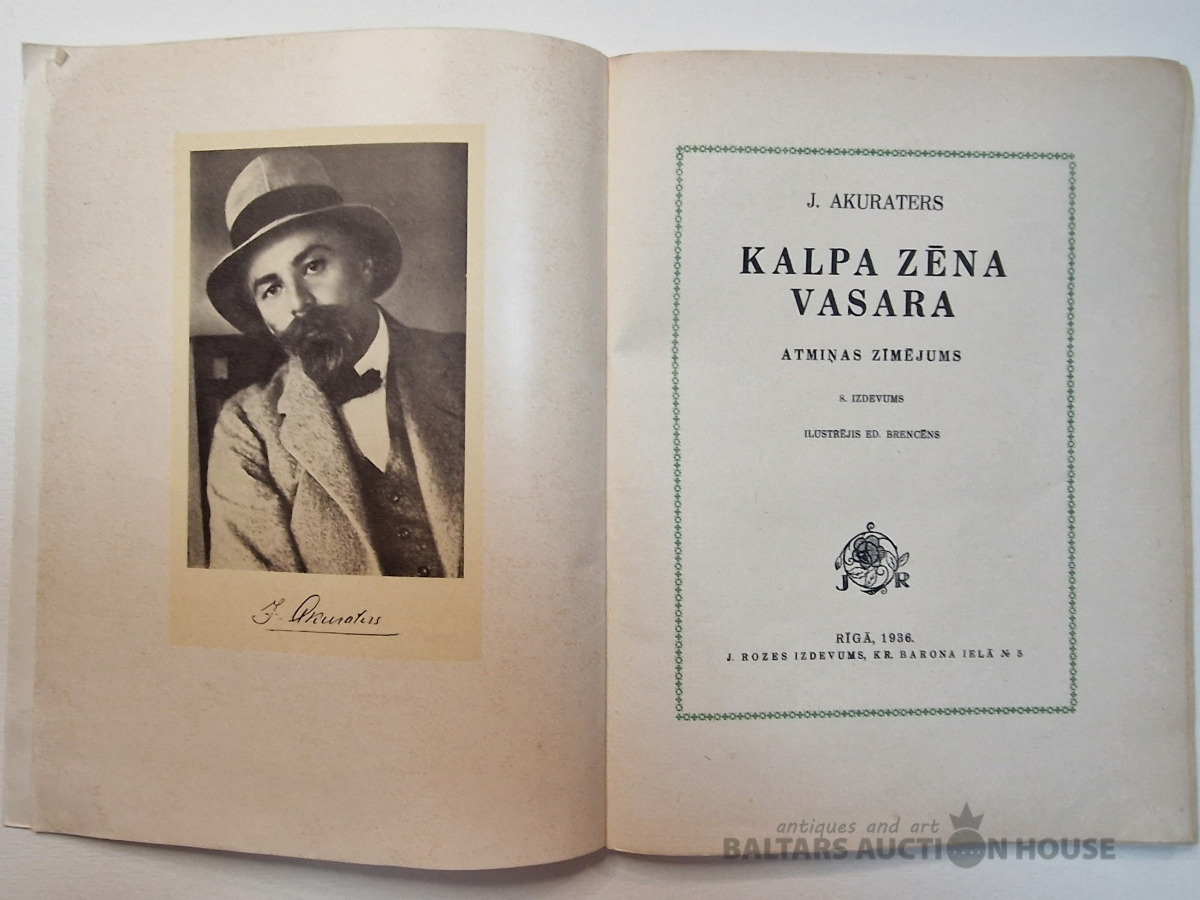 J. Akuraters
J. AKURATERS
KALPA ZĒNA
VASARA
ATMIŅAS ZĪMĒJUMS
8. IZDEVUMS
ILUSTRĒJIS ED. BRENCĒNS
J R
RĪGĀ, 1936.
J. ROZES IZDEVUMS, KR. BARONA IELĀ № 5
antiques and art
BALTARS AUCTION HOUSE